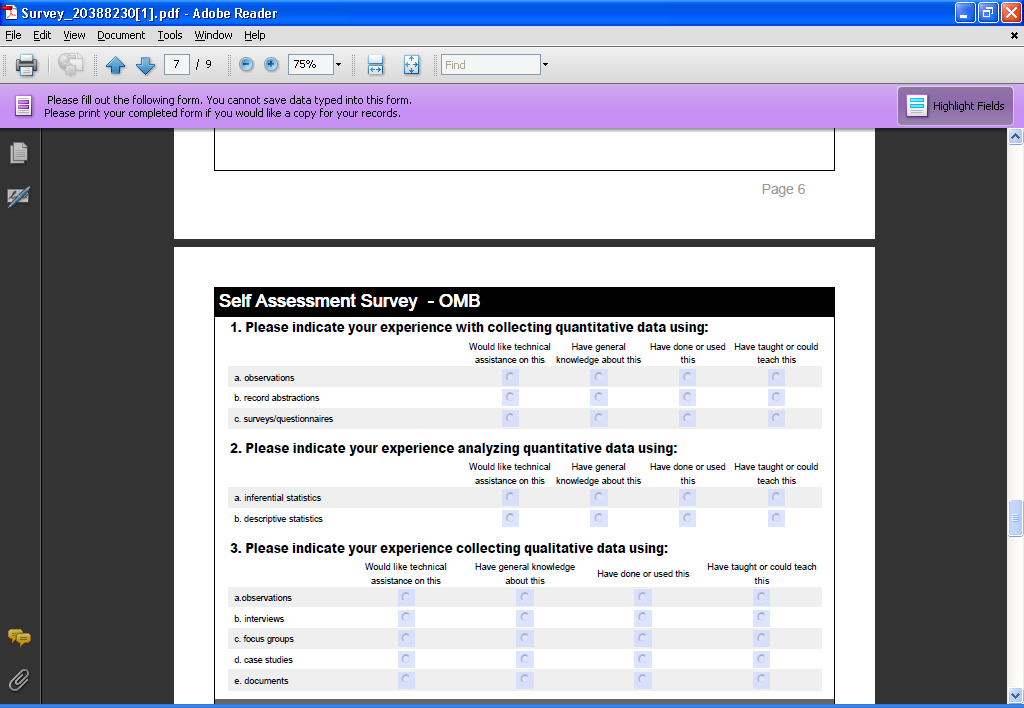 Survey_20388230[1].pdf - Adobe Reader
File Edit View Document Tools Window Help
7 / 9 75% Find
Please fill out the following form. You cannot save data typed into this form.
Please print your completed form if you would like a copy for your records.
Highlight Fields
Page 6
Self Assessment Survey - OMB
1. Please indicate your experience with collecting quantitative data using:
Would like technical Have general Have done or used Have taught or could
assistance on this knowledge about this this teach this
a. observations
b. record abstractions
c. surveys/questionnaires
2. Please indicate your experience analyzing quantitative data using:
Would like technical Have general Have done or used Have taught or could
assistance on this knowledge about this this teach this
a. inferential statistics
b. descriptive statistics
3. Please indicate your experience collecting qualitative data using:
Would like technical Have general knowledge Have done or used this Have taught or could teach
assistance on this about this this
a.observations
b. interviews
c. focus groups
d. case studies
e. documents